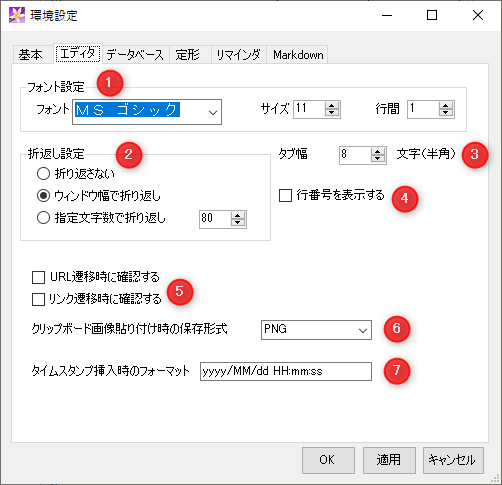 環境設定
基本 エディタ データベース 定形 リマインダ Markdown
フォント設定 1
フォント ＭＳ ゴシック サイズ 11 行間 1
折返し設定 2 タブ幅 8 文字(半角) 3
折り返さない
ウィンドウ幅で折り返し 行番号を表示する 4
指定文字数で折り返し 80
URL遷移時に確認する
リンク遷移時に確認する 5
クリップボード画像貼り付け時の保存形式 PNG 6
タイムスタンプ挿入時のフォーマット yyyy/MM/dd HH:mm:ss 7
OK 適用 キャンセル